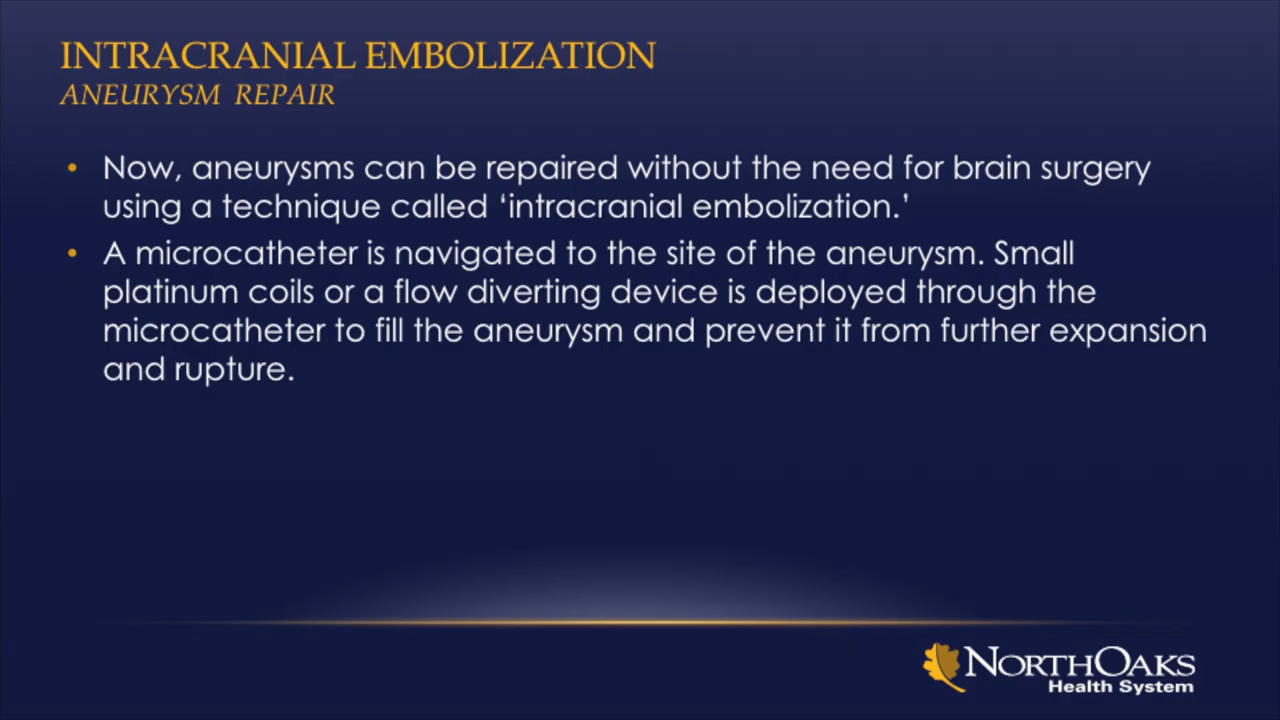 INTRACRANIAL EMBOLIZATION
ANEURYSM REPAIR
• Now, aneurysms can be repaired without the need for brain surgery
using a technique called ‘intracranial embolization.’
• A microcatheter is navigated to the site of the aneurysm. Small
platinum coils or a flow diverting device is deployed through the
microcatheter to fill the aneurysm and prevent it from further expansion
and rupture.
NORTHOAKS
Health System